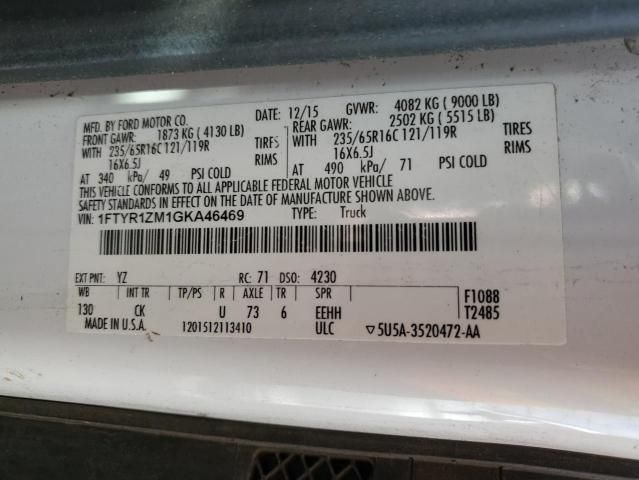 MFD. BY FORD MOTOR CO. DATE: 12/15 GVWR: 4082 KG ( 9000 LB)
FRONT GAWR: 1873 KG ( 4130 LB) REAR GAWR: 2502 KG ( 5515 LB)
WITH 235/65R16C 121/119R TIRES WITH 235/65R16C 121/119R TIRES
16X6.5J RIMS 16X6.5J RIMS
AT 340 kPa/ 49 PSI COLD AT 490 kPa/ 71 PSI COLD
THIS VEHICLE CONFORMS TO ALL APPLICABLE FEDERAL MOTOR VEHICLE
SAFETY STANDARDS IN EFFECT ON THE DATE OF MANUFACTURE SHOWN ABOVE.
VIN: 1FTYR1ZM1GKA46469 TYPE: Truck
EXT PNT: YZ RC: 71 DSO: 4230
WB INT TR TP/PS R AXLE TR SPR F1088
130 CK U 73 6 EEHH T2485
MADE IN U.S.A. 1201512113410 ULC 5U5A-3520472-AA